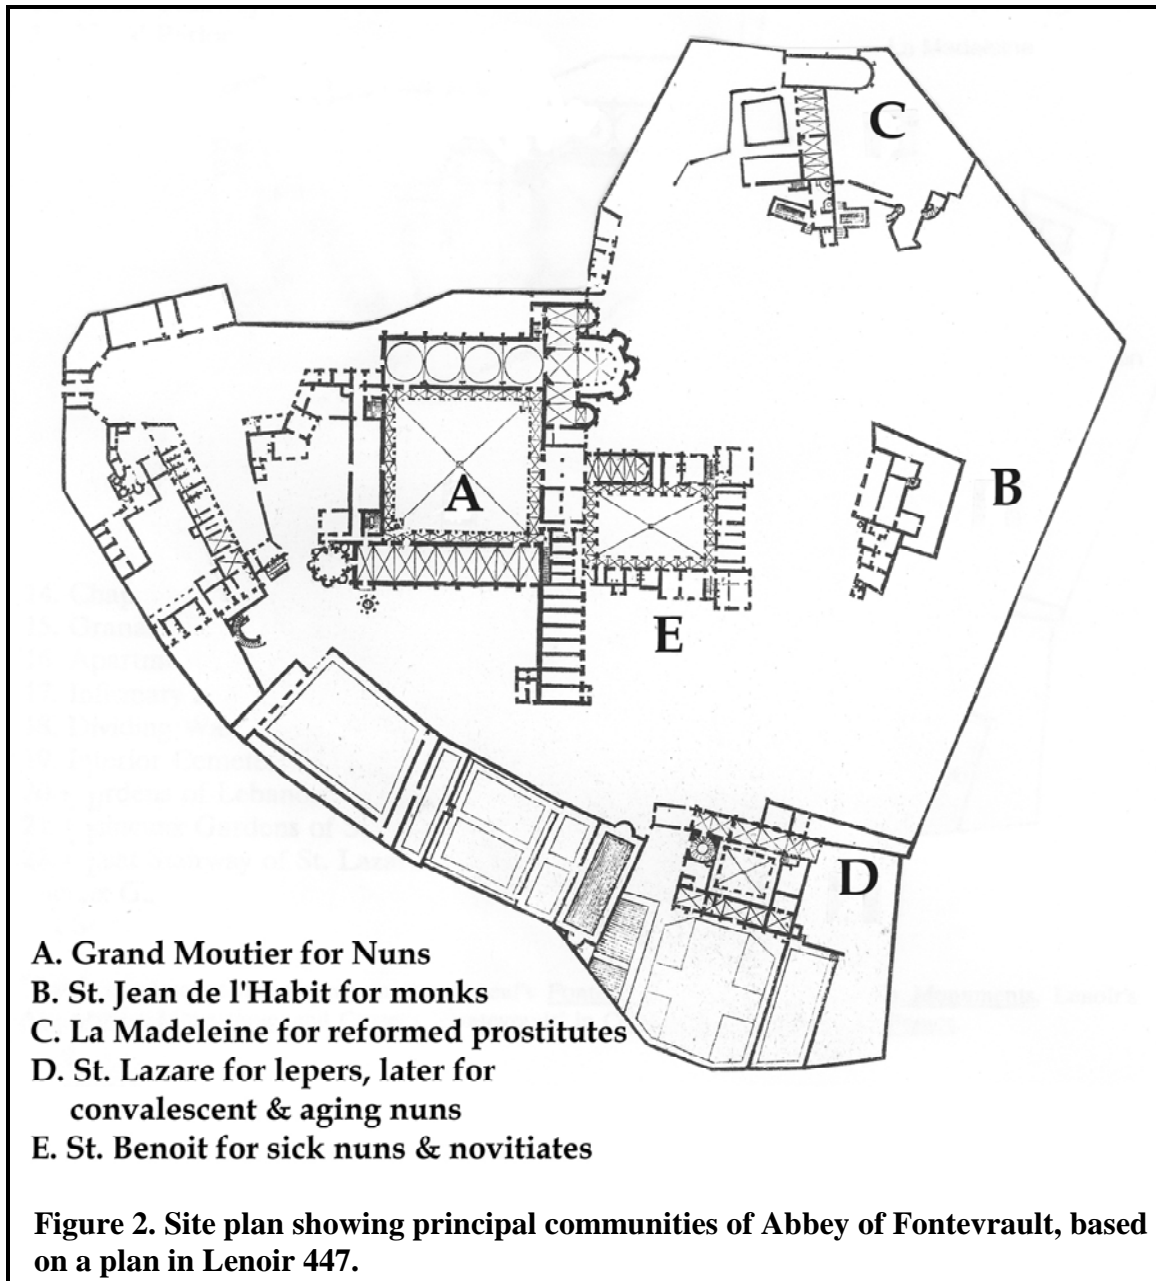 C
B
A
E
D
A. Grand Moutier for Nuns
B. St. Jean de l'Habit for monks
C. La Madeleine for reformed prostitutes
D. St. Lazare for lepers, later for
convalescent & aging nuns
E. St. Benoit for sick nuns & novitiates
Figure 2. Site plan showing principal communities of Abbey of Fontevrault, based
on a plan in Lenoir 447.